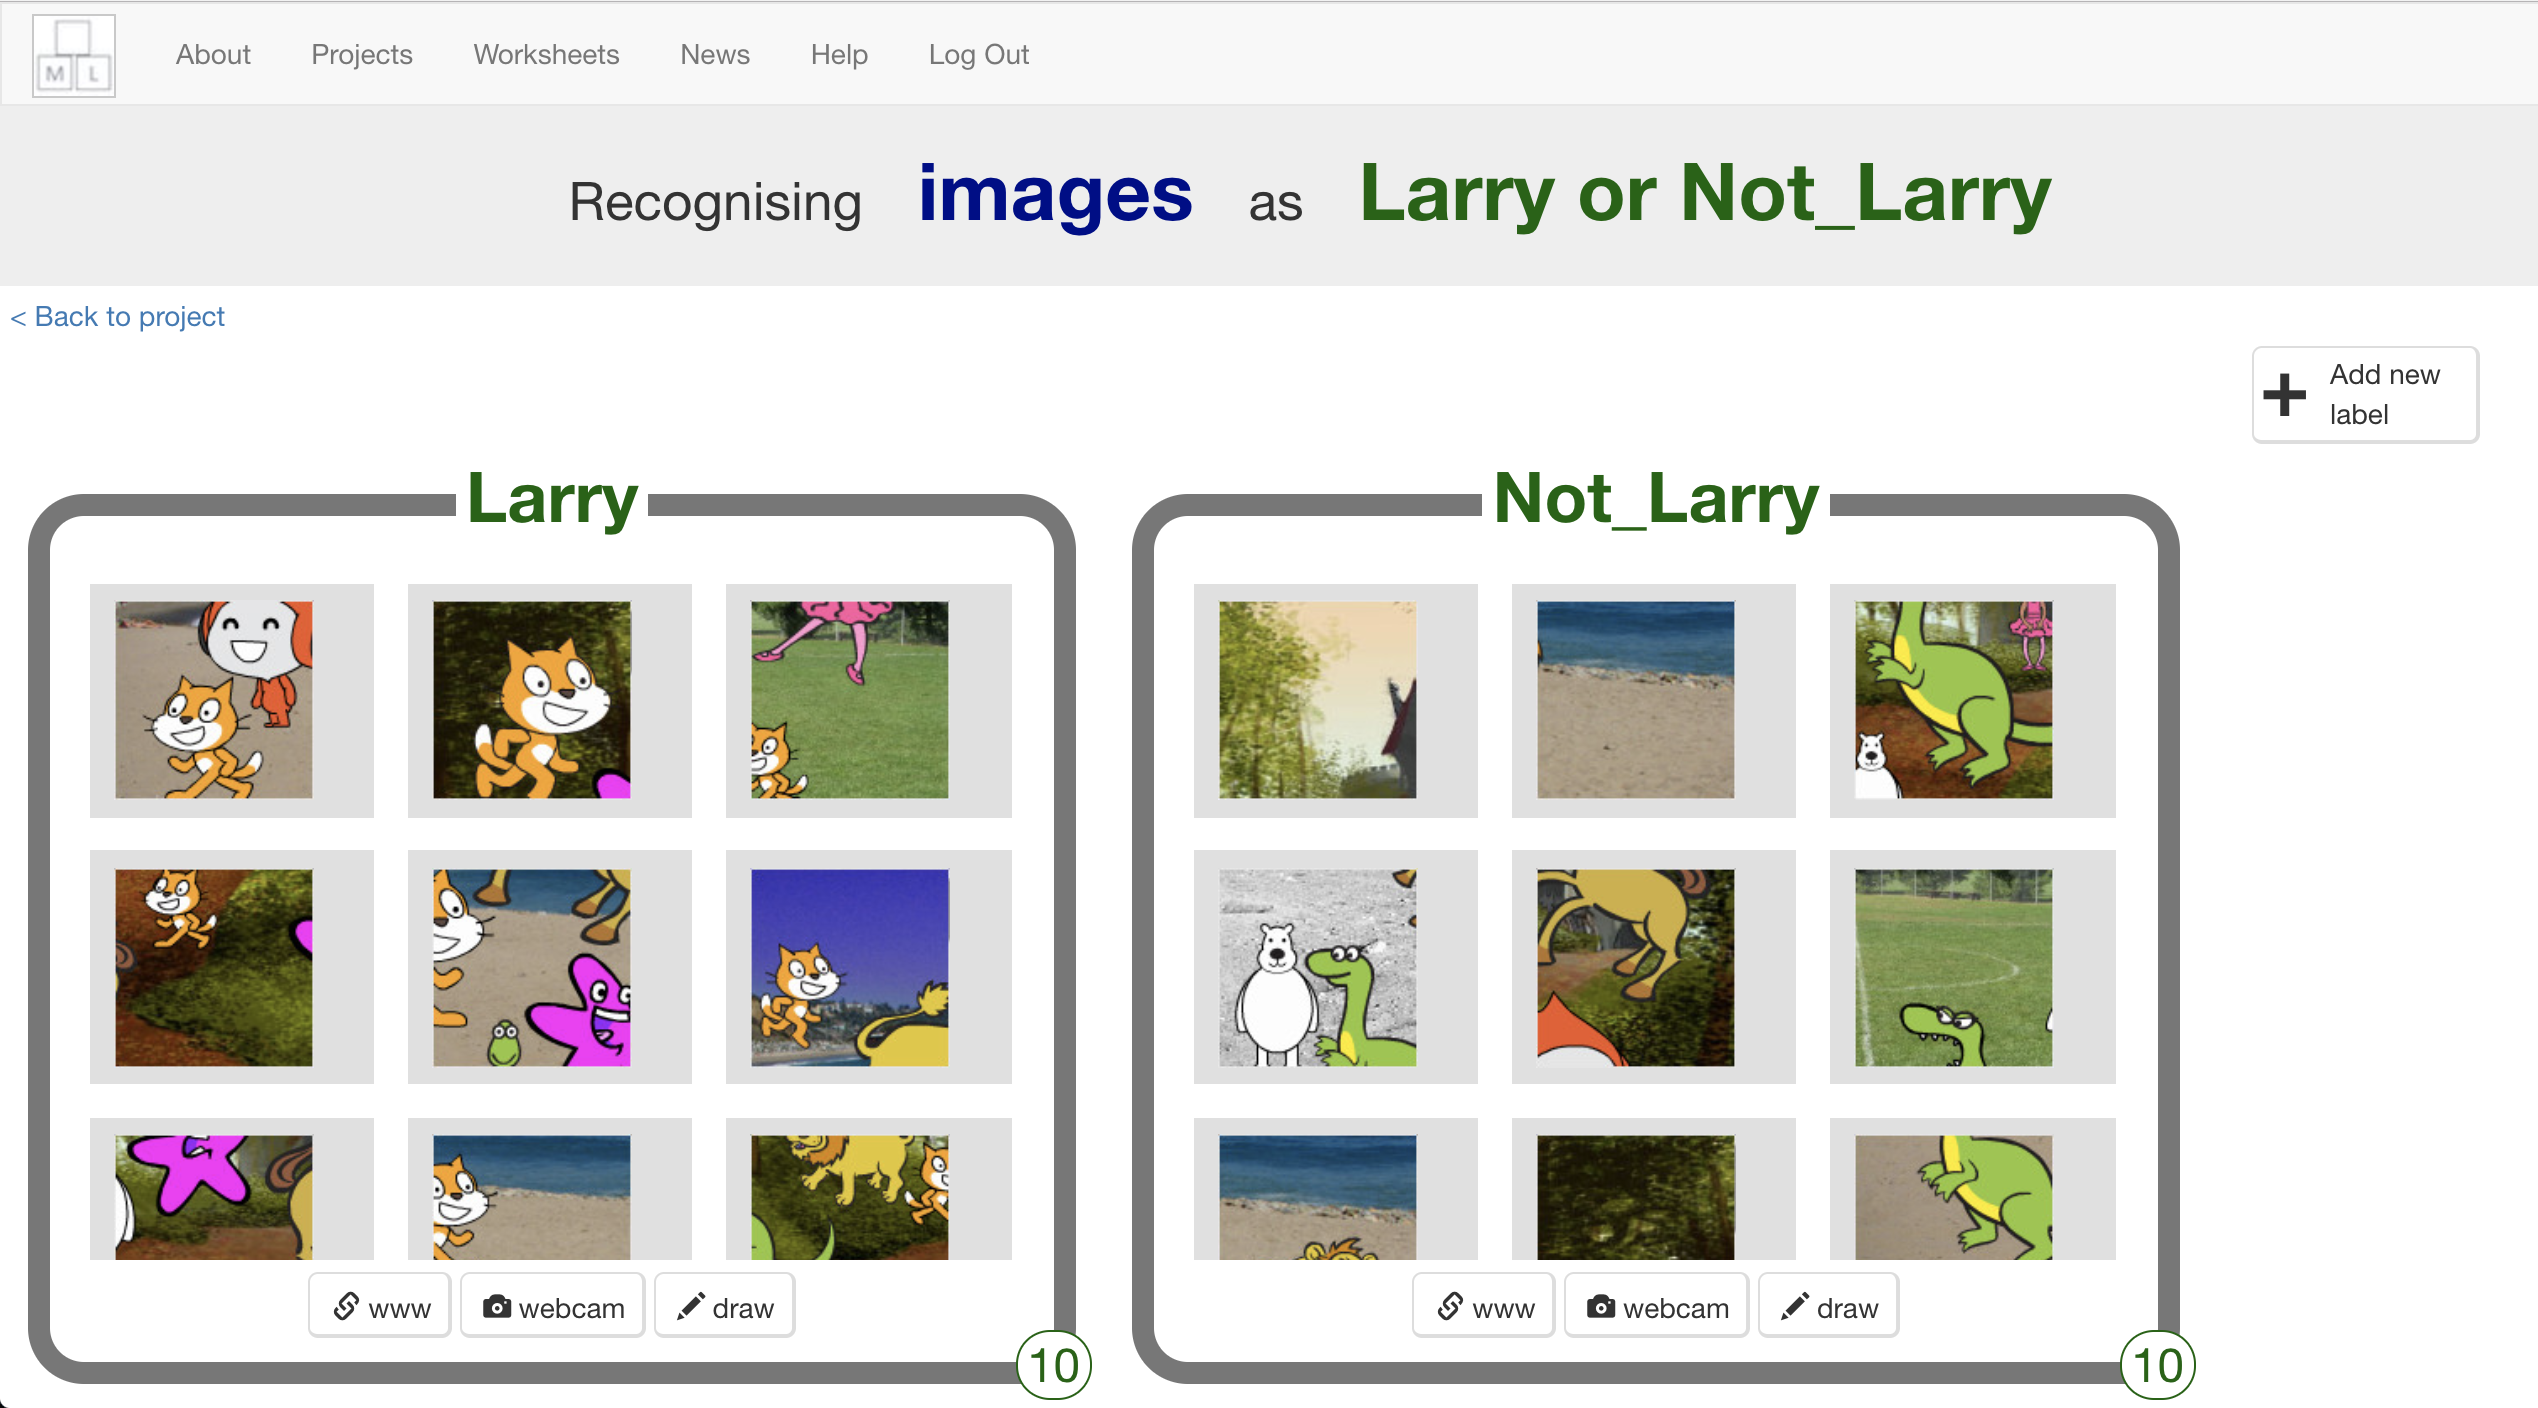 M L
About Projects Worksheets News Help Log Out
Recognising images as Larry or Not_Larry
< Back to project
Add new
label
Larry
www webcam draw
10
Not_Larry
www webcam draw
10